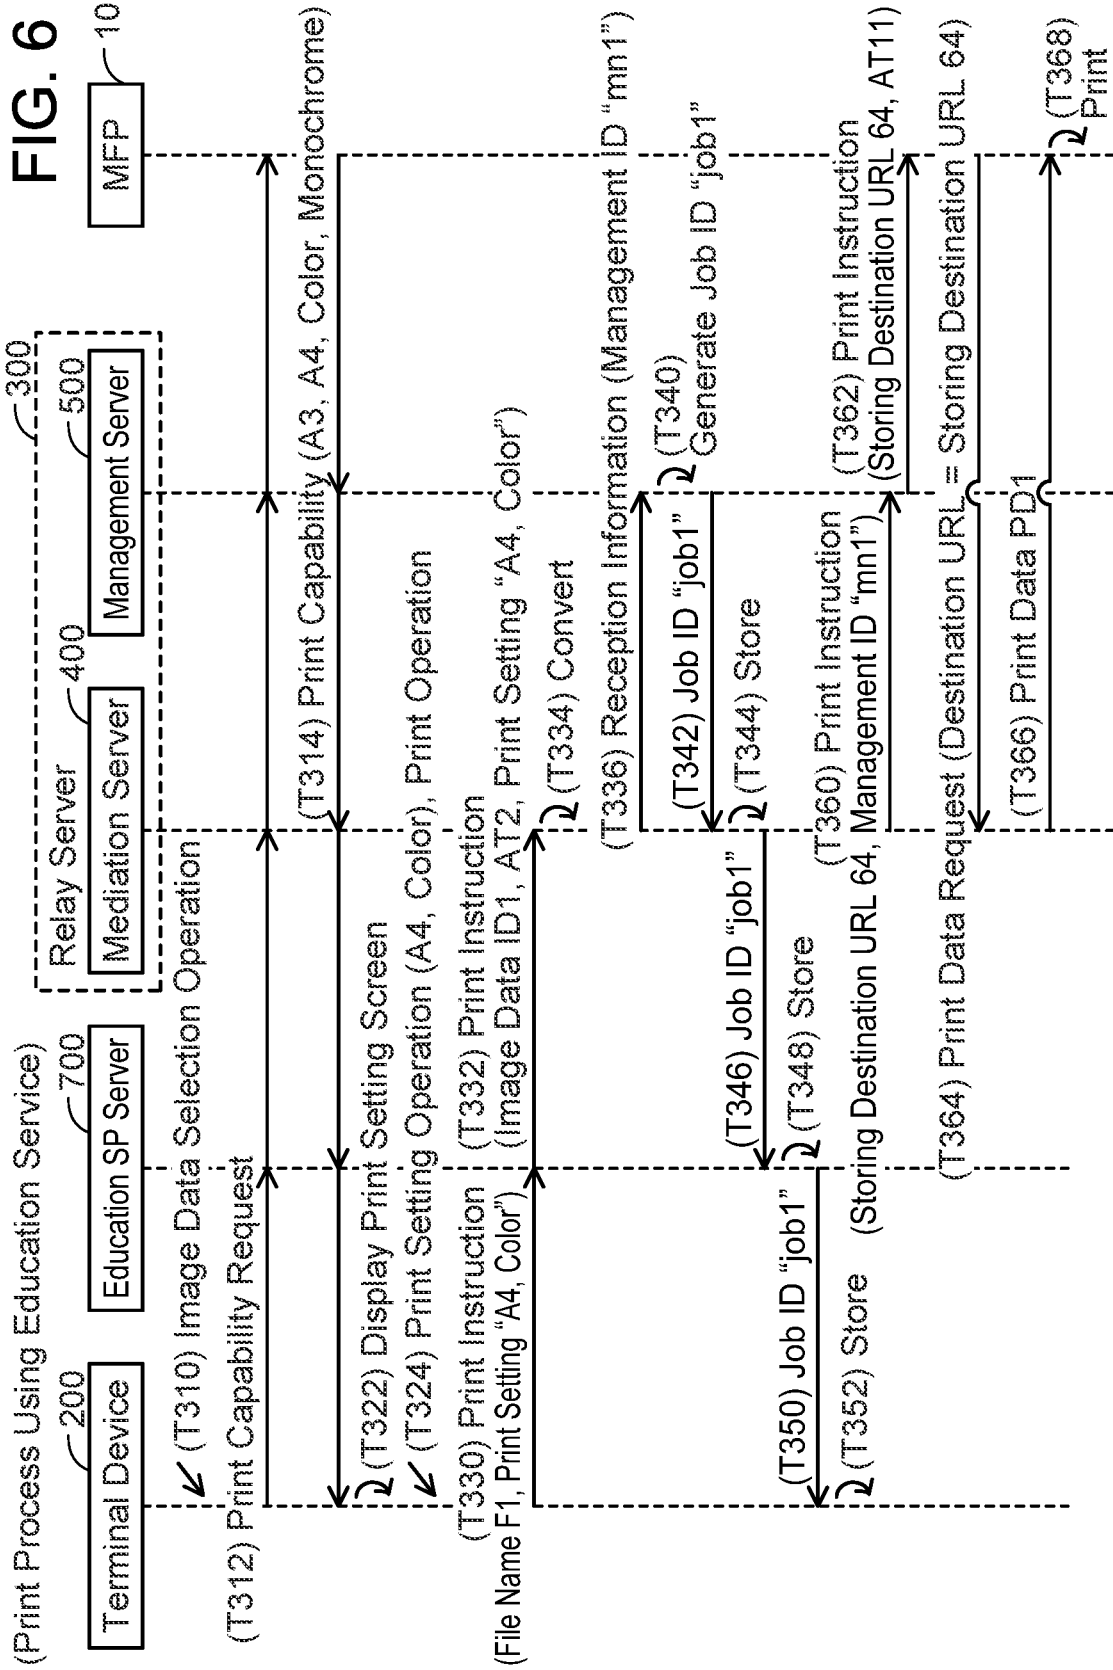 FIG. 6
(Print Process Using Education Service)
300
Relay Server
200
700
400
500
10
Terminal Device
Education SP Server
Mediation Server
Management Server
MFP
(T310) Image Data Selection Operation
(T312) Print Capability Request
(T314) Print Capability (A3, A4, Color, Monochrome)
(T322) Display Print Setting Screen
(T324) Print Setting Operation (A4, Color), Print Operation
(T330) Print Instruction
(File Name F1, Print Setting “A4, Color”)
(T332) Print Instruction
(Image Data ID1, AT2, Print Setting “A4, Color”)
(T334) Convert
(T336) Reception Information (Management ID “mn1”)
(T340)
Generate Job ID “job1”
(T342) Job ID “job1”
(T344) Store
(T346) Job ID “job1”
(T348) Store
(T350) Job ID “job1”
(T352) Store
(T360) Print Instruction
(Storing Destination URL 64, Management ID “mn1”)
(T362) Print Instruction
(Storing Destination URL 64, AT11)
(T364) Print Data Request (Destination URL = Storing Destination URL 64)
(T366) Print Data PD1
(T368)
Print